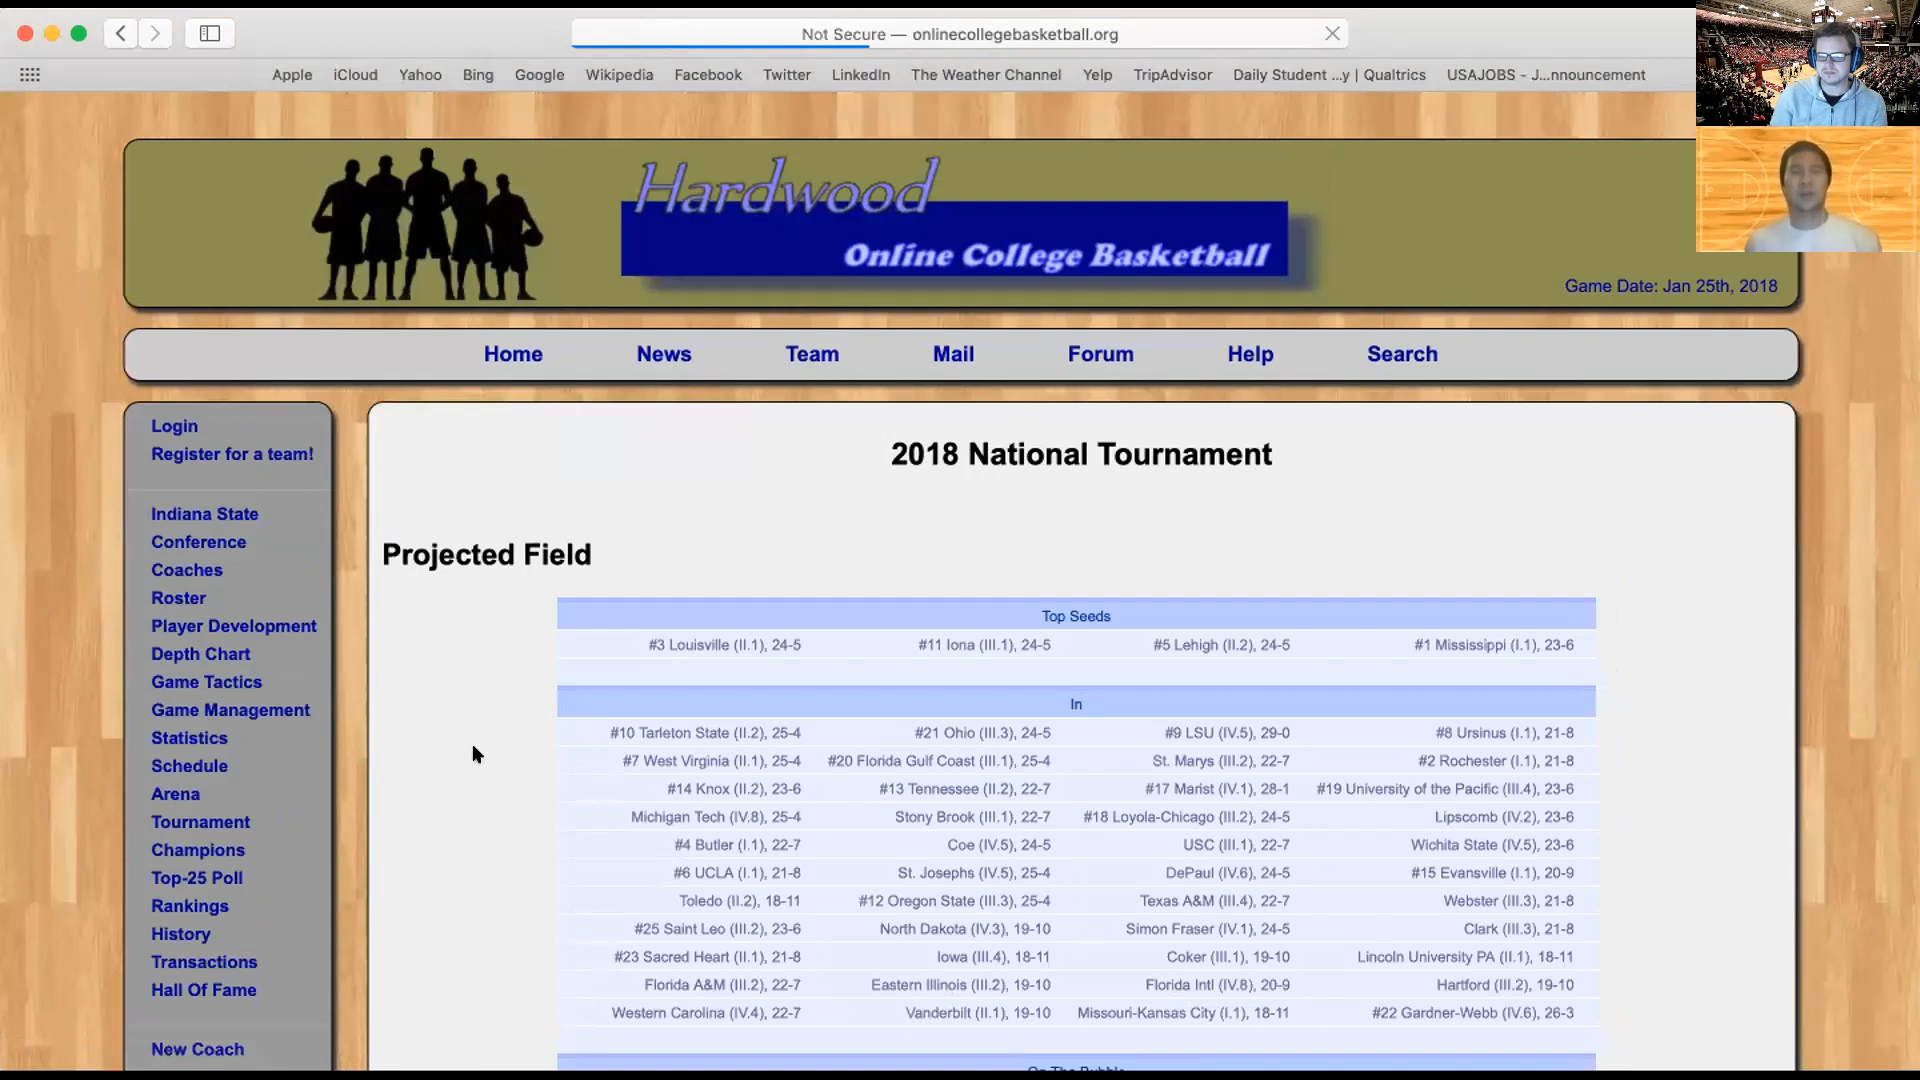 Not Secure — onlinecollegebasketball.org
Apple iCloud Yahoo Bing Google Wikipedia Facebook Twitter LinkedIn The Weather Channel Yelp TripAdvisor Daily Student ...y | Qualtrics USAJOBS - J...nnouncement
Hardwood
Online College Basketball
Game Date: Jan 25th, 2018
Home News Team Mail Forum Help Search
Login
Register for a team!
Indiana State
Conference
Coaches
Roster
Player Development
Depth Chart
Game Tactics
Game Management
Statistics
Schedule
Arena
Tournament
Champions
Top-25 Poll
Rankings
History
Transactions
Hall Of Fame
New Coach
2018 National Tournament
Projected Field
Top Seeds
#3 Louisville (II.1), 24-5 #11 Iona (III.1), 24-5 #5 Lehigh (II.2), 24-5 #1 Mississippi (I.1), 23-6
In
#10 Tarleton State (II.2), 25-4 #21 Ohio (III.3), 24-5 #9 LSU (IV.5), 29-0 #8 Ursinus (I.1), 21-8
#7 West Virginia (II.1), 25-4 #20 Florida Gulf Coast (III.1), 25-4 St. Marys (III.2), 22-7 #2 Rochester (I.1), 21-8
#14 Knox (II.2), 23-6 #13 Tennessee (II.2), 22-7 #17 Marist (IV.1), 28-1 #19 University of the Pacific (III.4), 23-6
Michigan Tech (IV.8), 25-4 Stony Brook (III.1), 22-7 #18 Loyola-Chicago (III.2), 24-5 Lipscomb (IV.2), 23-6
#4 Butler (I.1), 22-7 Coe (IV.5), 24-5 USC (III.1), 22-7 Wichita State (IV.5), 23-6
#6 UCLA (I.1), 21-8 St. Josephs (IV.5), 25-4 DePaul (IV.6), 24-5 #15 Evansville (I.1), 20-9
Toledo (II.2), 18-11 #12 Oregon State (III.3), 25-4 Texas A&M (III.4), 22-7 Webster (III.3), 21-8
#25 Saint Leo (III.2), 23-6 North Dakota (IV.3), 19-10 Simon Fraser (IV.1), 24-5 Clark (III.3), 21-8
#23 Sacred Heart (II.1), 21-8 Iowa (III.4), 18-11 Coker (III.1), 19-10 Lincoln University PA (II.1), 18-11
Florida A&M (III.2), 22-7 Eastern Illinois (III.2), 19-10 Florida Intl (IV.8), 20-9 Hartford (III.2), 19-10
Western Carolina (IV.4), 22-7 Vanderbilt (II.1), 19-10 Missouri-Kansas City (I.1), 18-11 #22 Gardner-Webb (IV.6), 26-3
On The Bubble